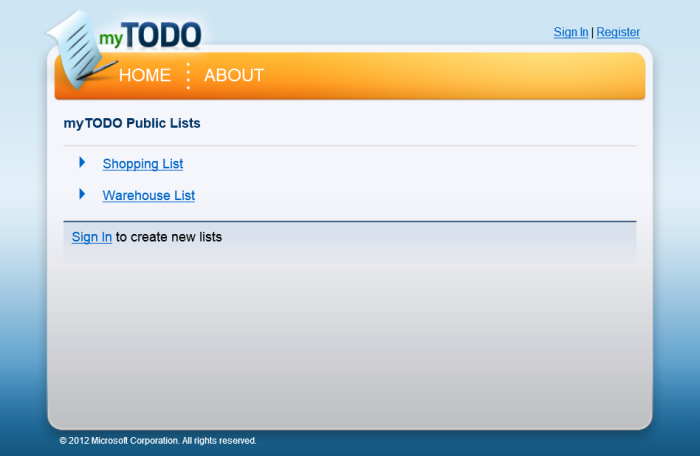 myTODO
Sign In | Register
HOME
ABOUT
myTODO Public Lists
Shopping List
Warehouse List
Sign In to create new lists
© 2012 Microsoft Corporation. All rights reserved.